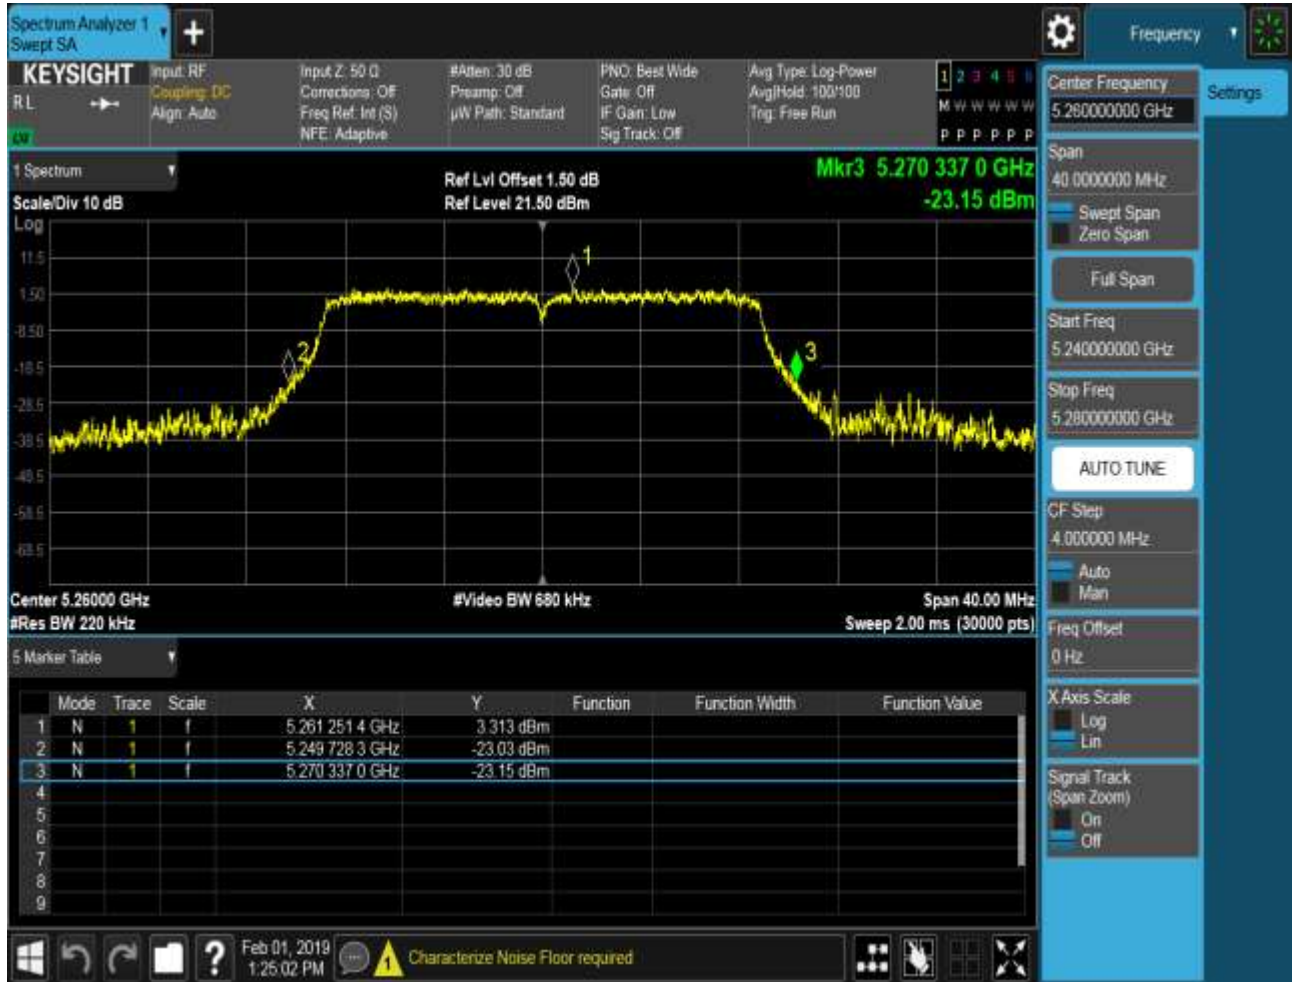 Spectrum Analyzer 1
Swept SA
+
Frequency
KEYSIGHT
RL
Input: RF
Coupling: DC
Align: Auto
Input Z: 50 Ω
Corrections: Off
Freq Ref: Int (S)
NFE: Adaptive
#Atten: 30 dB
Preamp: Off
µW Path: Standard
PNO: Best Wide
Gate: Off
IF Gain: Low
Sig Track: Off
Avg Type: Log-Power
Avg|Hold: 100/100
Trig: Free Run
1 2 3 4 5 6
M W W W W W
P P P P P P
Center Frequency
5.260000000 GHz
Settings
Span
40.0000000 MHz
Swept Span
Zero Span
Full Span
Start Freq
5.240000000 GHz
Stop Freq
5.280000000 GHz
AUTO TUNE
CF Step
4.000000 MHz
Auto
Man
Freq Offset
0 Hz
X Axis Scale
Log
Lin
Signal Track
(Span Zoom)
On
Off
1 Spectrum
Scale/Div 10 dB
Ref Lvl Offset 1.50 dB
Ref Level 21.50 dBm
Mkr3 5.270 337 0 GHz
-23.15 dBm
Log
11.5
1.50
-8.50
-18.5
-28.5
-38.5
-48.5
-58.5
-68.5
1
2
3
Center 5.26000 GHz
#Video BW 680 kHz
Span 40.00 MHz
#Res BW 220 kHz
Sweep 2.00 ms (30000 pts)
5 Marker Table
Mode Trace Scale X Y Function Function Width Function Value
1 N 1 f 5.261 251 4 GHz 3.313 dBm
2 N 1 f 5.249 728 3 GHz -23.03 dBm
3 N 1 f 5.270 337 0 GHz -23.15 dBm
4
5
6
7
8
9
?
Feb 01, 2019
1:25:02 PM
1
Characterize Noise Floor required